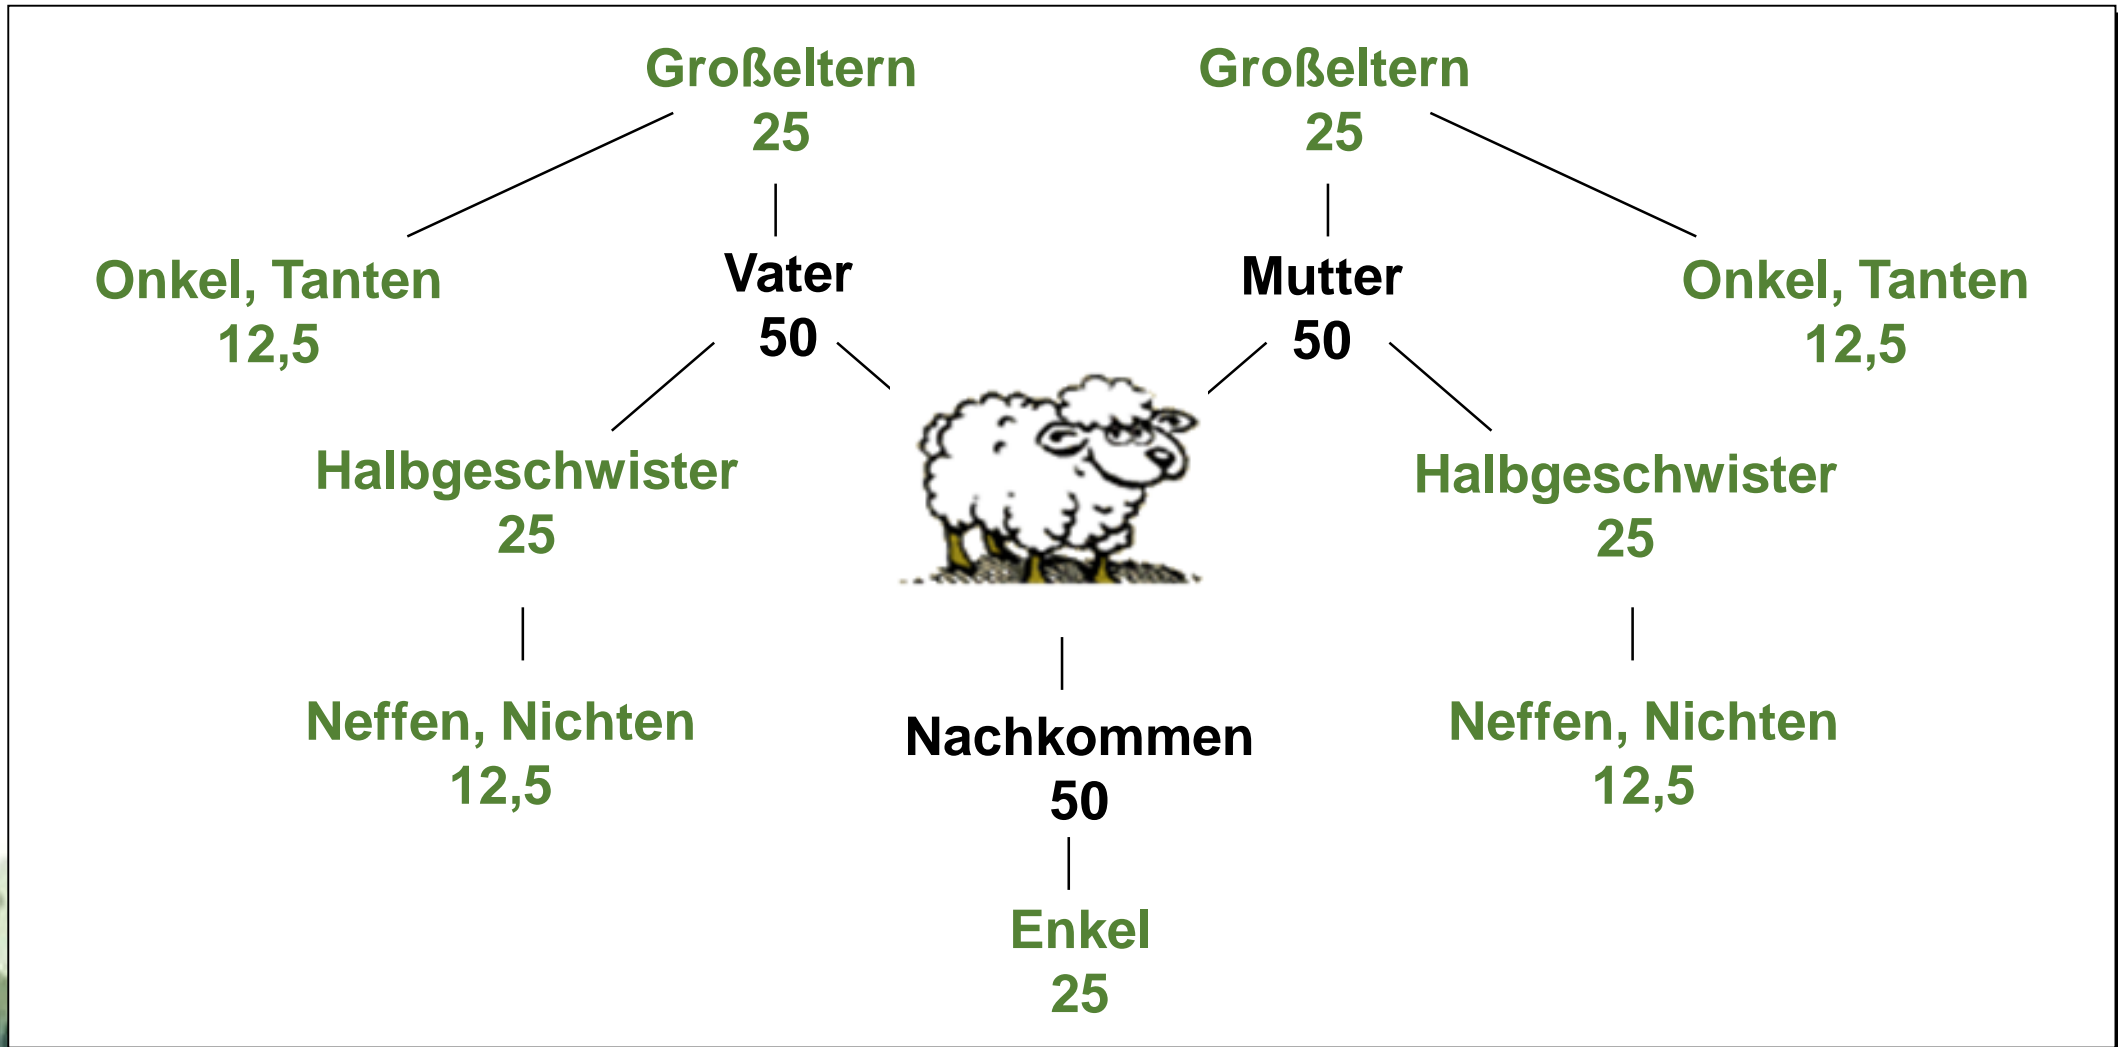 Großeltern
25
Großeltern
25
Onkel, Tanten
12,5
Vater
50
Mutter
50
Onkel, Tanten
12,5
Halbgeschwister
25
Halbgeschwister
25
Neffen, Nichten
12,5
Nachkommen
50
Neffen, Nichten
12,5
Enkel
25